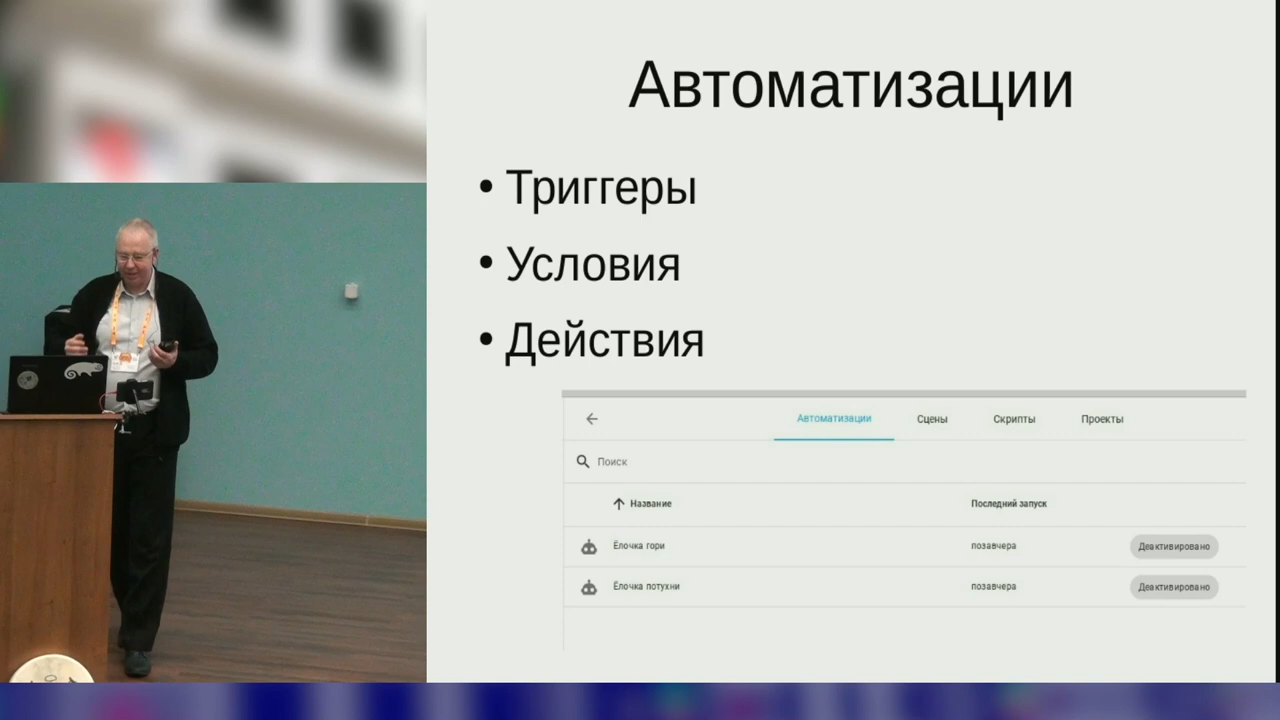 Автоматизации
• Триггеры
• Условия
• Действия
Автоматизации Сцены Скрипты Проекты
Поиск
Название Последний запуск
Ёлочка гори позавчера Деактивировано
Ёлочка потухни позавчера Деактивировано